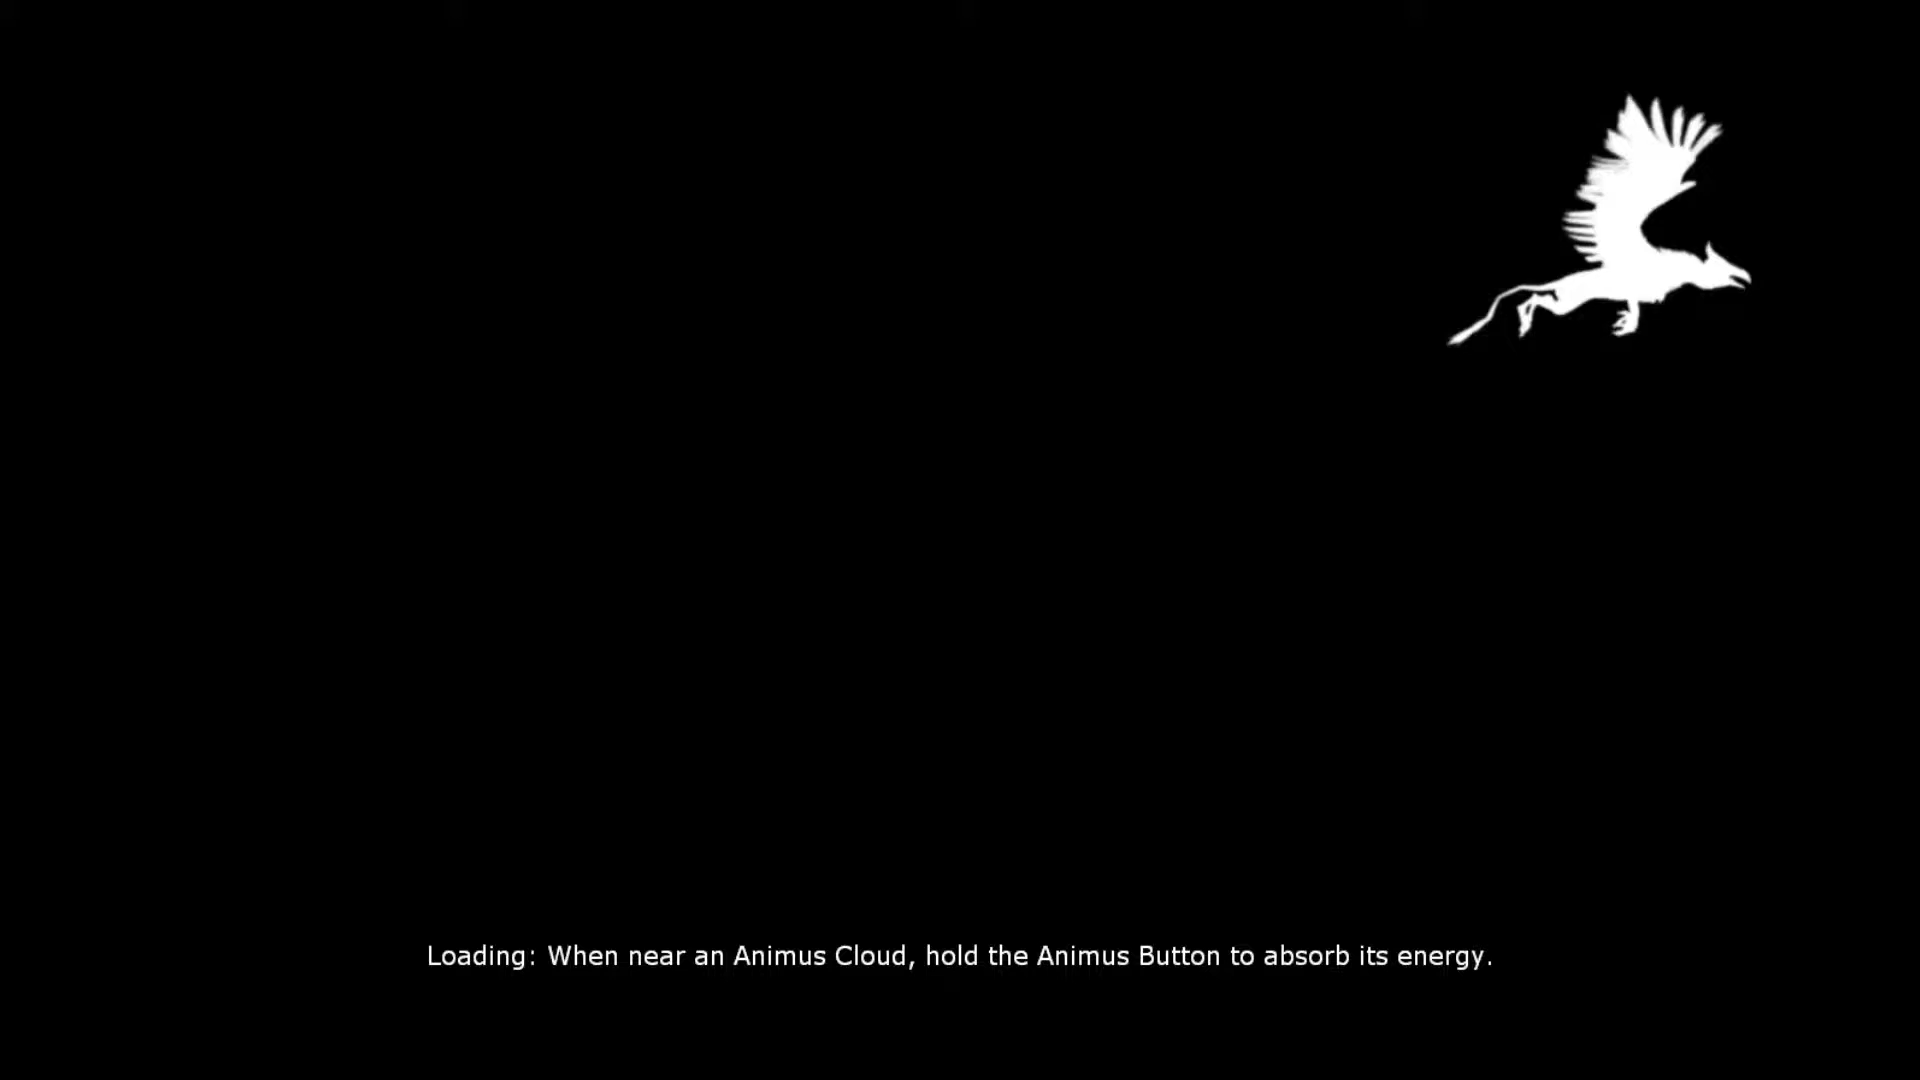 Loading: When near an Animus Cloud, hold the Animus Button to absorb its energy.